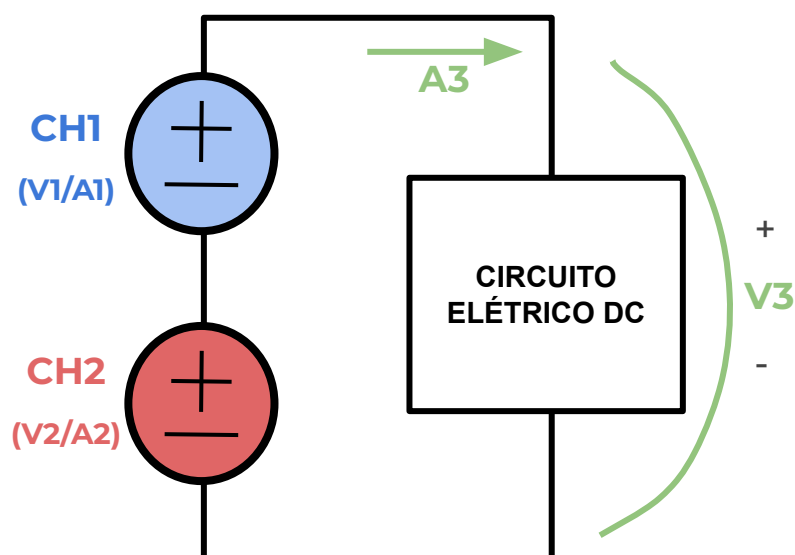 A3
CH1
(V1/A1)
+
-
CIRCUITO
ELÉTRICO DC
+
V3
-
CH2
(V2/A2)
+
-